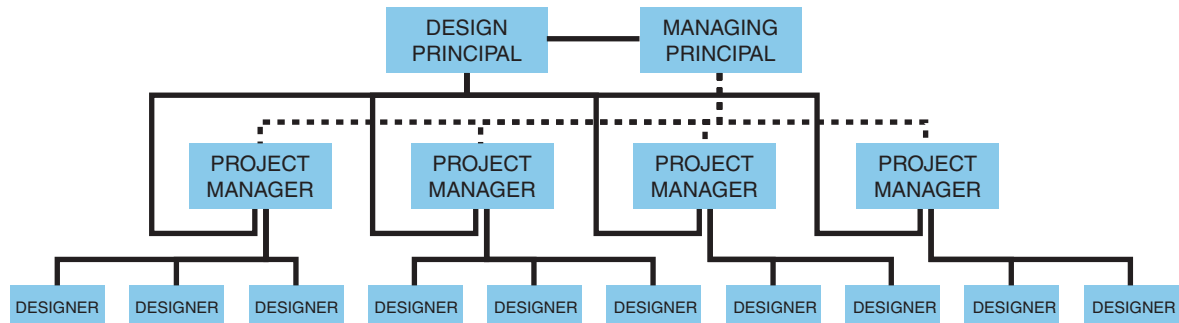 DESIGN
PRINCIPAL
MANAGING
PRINCIPAL
PROJECT
MANAGER
PROJECT
MANAGER
PROJECT
MANAGER
PROJECT
MANAGER
DESIGNER
DESIGNER
DESIGNER
DESIGNER
DESIGNER
DESIGNER
DESIGNER
DESIGNER
DESIGNER
DESIGNER